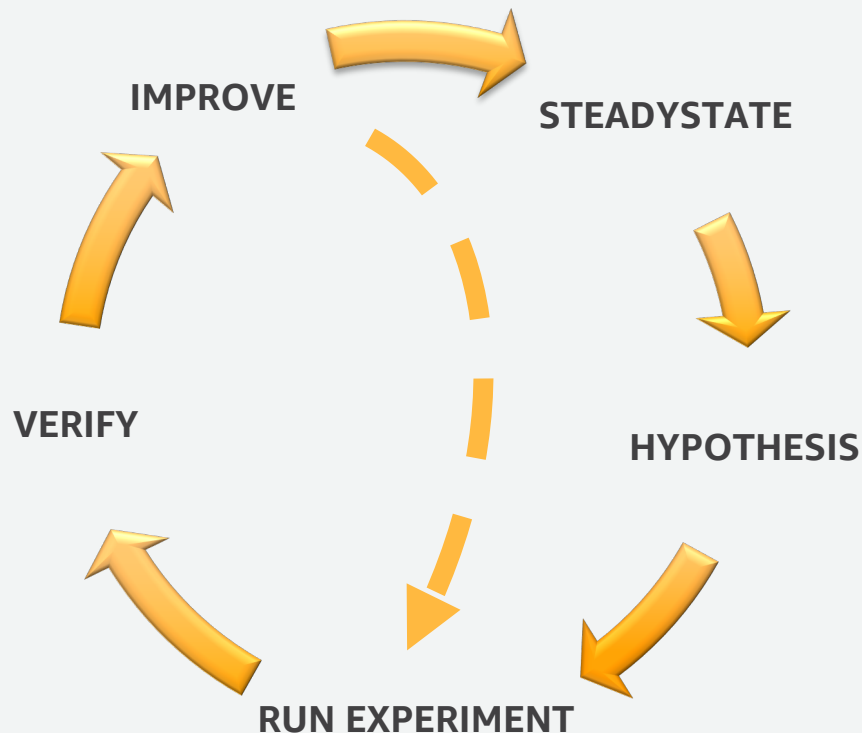 IMPROVE
STEADYSTATE
HYPOTHESIS
RUN EXPERIMENT
VERIFY